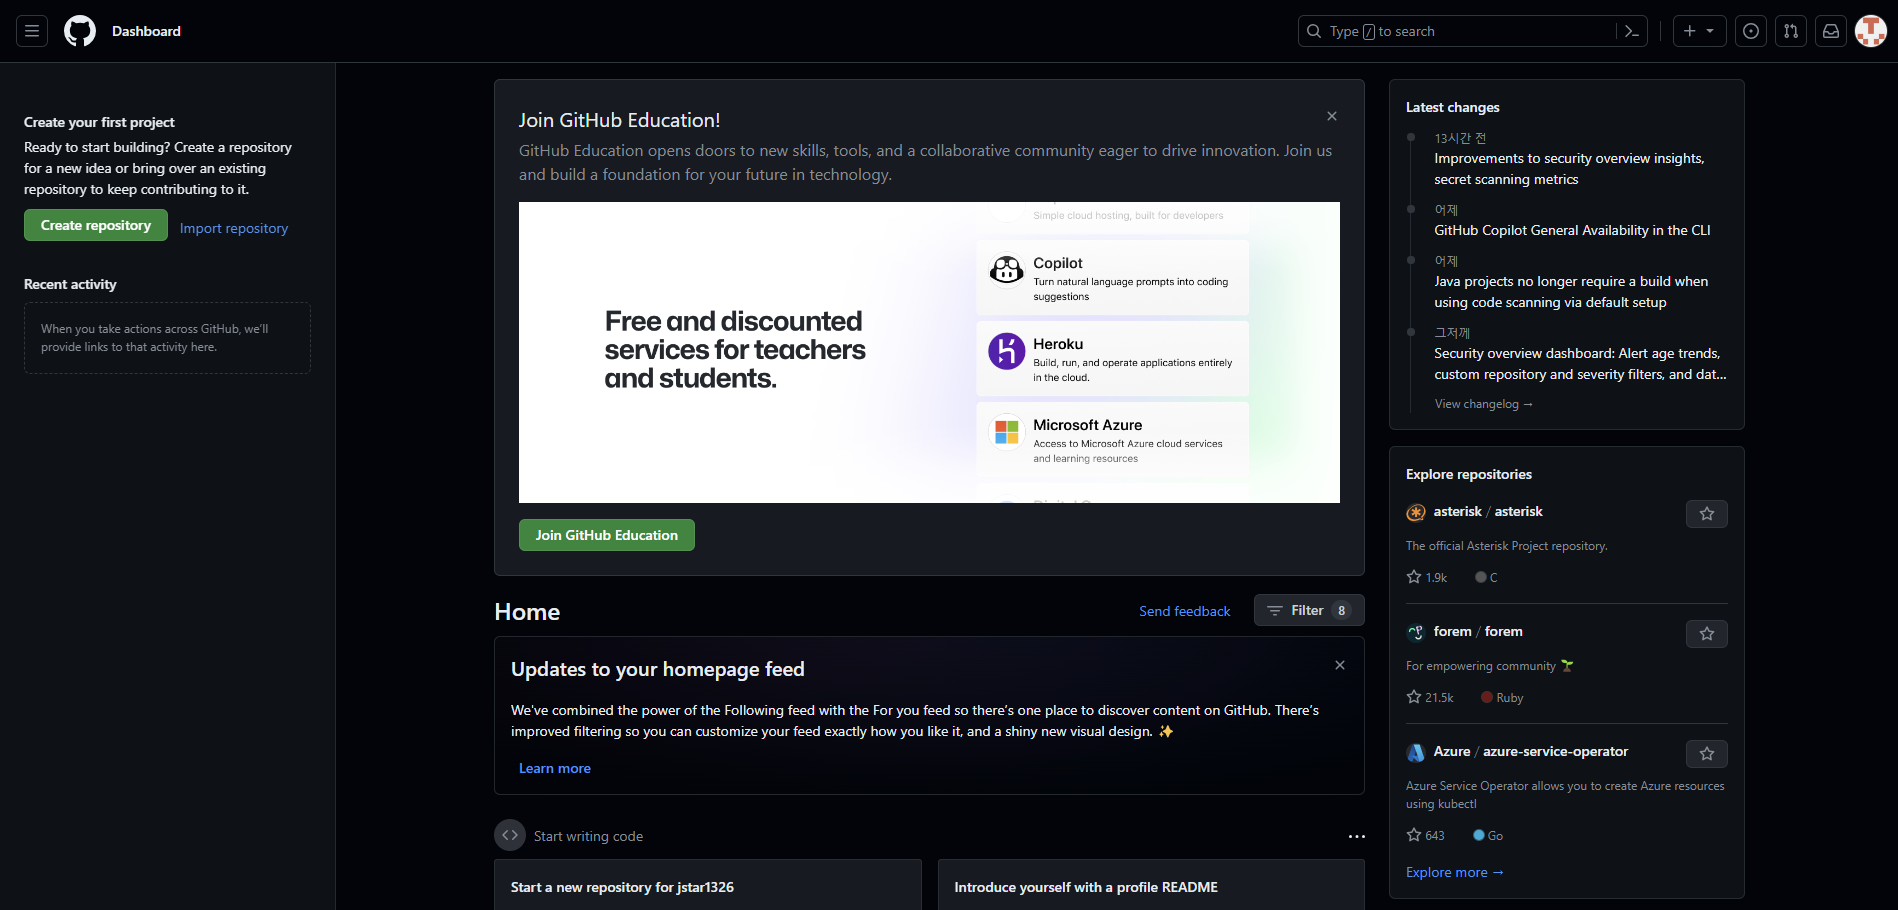 Dashboard
Type / to search
Create your first project
Ready to start building? Create a repository
for a new idea or bring over an existing
repository to keep contributing to it.
Create repository
Import repository
Recent activity
When you take actions across GitHub, we'll
provide links to that activity here.
Join GitHub Education!
GitHub Education opens doors to new skills, tools, and a collaborative community eager to drive innovation. Join us
and build a foundation for your future in technology.
Free and discounted
services for teachers
and students.
Simple cloud hosting, built for developers
Copilot
Turn natural language prompts into coding
suggestions
Heroku
Build, run, and operate applications entirely
in the cloud.
Microsoft Azure
Access to Microsoft Azure cloud services
and learning resources
Join GitHub Education
Home
Send feedback
Filter 8
Updates to your homepage feed
We've combined the power of the Following feed with the For you feed so there's one place to discover content on GitHub. There's
improved filtering so you can customize your feed exactly how you like it, and a shiny new visual design. ✨
Learn more
Start writing code
Start a new repository for jstar1326
Introduce yourself with a profile README
Latest changes
13시간 전
Improvements to security overview insights,
secret scanning metrics
어제
GitHub Copilot General Availability in the CLI
어제
Java projects no longer require a build when
using code scanning via default setup
그저께
Security overview dashboard: Alert age trends,
custom repository and severity filters, and dat...
View changelog →
Explore repositories
asterisk / asterisk
The official Asterisk Project repository.
1.9k C
forem / forem
For empowering community 🌱
21.5k Ruby
Azure / azure-service-operator
Azure Service Operator allows you to create Azure resources
using kubectl
643 Go
Explore more →